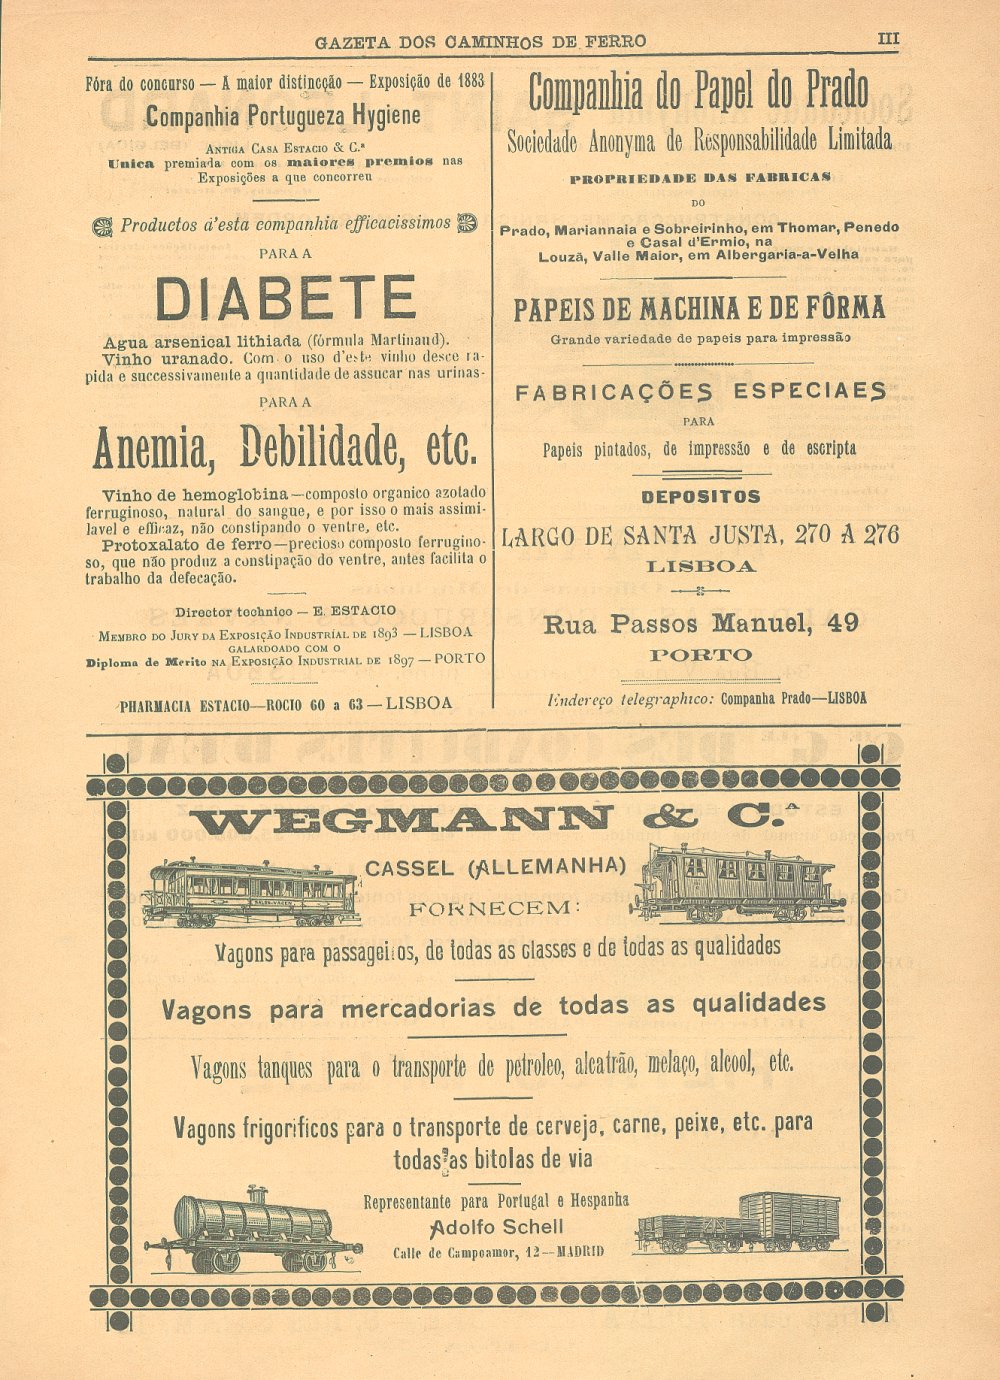 GAZETA DOS CAMINHOS DE FERRO
III
Fóra do concurso — A maior distincção — Exposição de 1883
Companhia Portugueza Hygiene
ANTIGA CASA ESTACIO & C.ª
Unica premiada com os maiores premios nas
Exposições a que concorreu
Productos d'esta companhia efficacissimos
PARA A
DIABETE
Agua arsenical lithiada (fórmula Martinaud).
Vinho uranado. Com o uso d'este vinho desce ra-
pida e successivamente a quantidade de assucar nas urinas-
PARA A
Anemia, Debilidade, etc.
Vinho de hemoglobina—composto organico azotado
ferruginoso, natural do sangue, e por isso o mais assimi-
lavel e efficaz, não constipando o ventre, etc.
Protoxalato de ferro—precioso composto ferrugino-
so, que não produz a constipação do ventre, antes facilita o
trabalho da defecação.
Director technico — E. ESTACIO
MEMBRO DO JURY DA EXPOSIÇÃO INDUSTRIAL DE 1893 — LISBOA
GALARDOADO COM O
Diploma de Merito NA EXPOSIÇÃO INDUSTRIAL DE 1897 — PORTO
PHARMACIA ESTACIO—ROCIO 60 a 63 — LISBOA
Companhia do Papel do Prado
Sociedade Anonyma de Responsabilidade Limitada
PROPRIEDADE DAS FABRICAS
DO
Prado, Mariannaia e Sobreirinho, em Thomar, Penedo
e Casal d'Ermio, na
Louzã, Valle Maior, em Albergaria-a-Velha
PAPEIS DE MACHINA E DE FÔRMA
Grande variedade de papeis para impressão
FABRICAÇÕES ESPECIAES
PARA
Papeis pintados, de impressão e de escripta
DEPOSITOS
LARGO DE SANTA JUSTA, 270 A 276
LISBOA
Rua Passos Manuel, 49
PORTO
Endereço telegraphico: Companha Prado—LISBOA
WEGMANN & C.ᴬ
CASSEL (ALLEMANHA)
FORNECEM:
Vagons para passageiros, de todas as classes e de todas as qualidades
Vagons para mercadorias de todas as qualidades
Vagons tanques para o transporte de petroleo, alcatrão, melaço, alcool, etc.
Vagons frigorificos para o transporte de cerveja, carne, peixe, etc. para
todas as bitolas de via
Representante para Portugal e Hespanha
Adolfo Schell
Calle de Campoamor, 12—MADRID